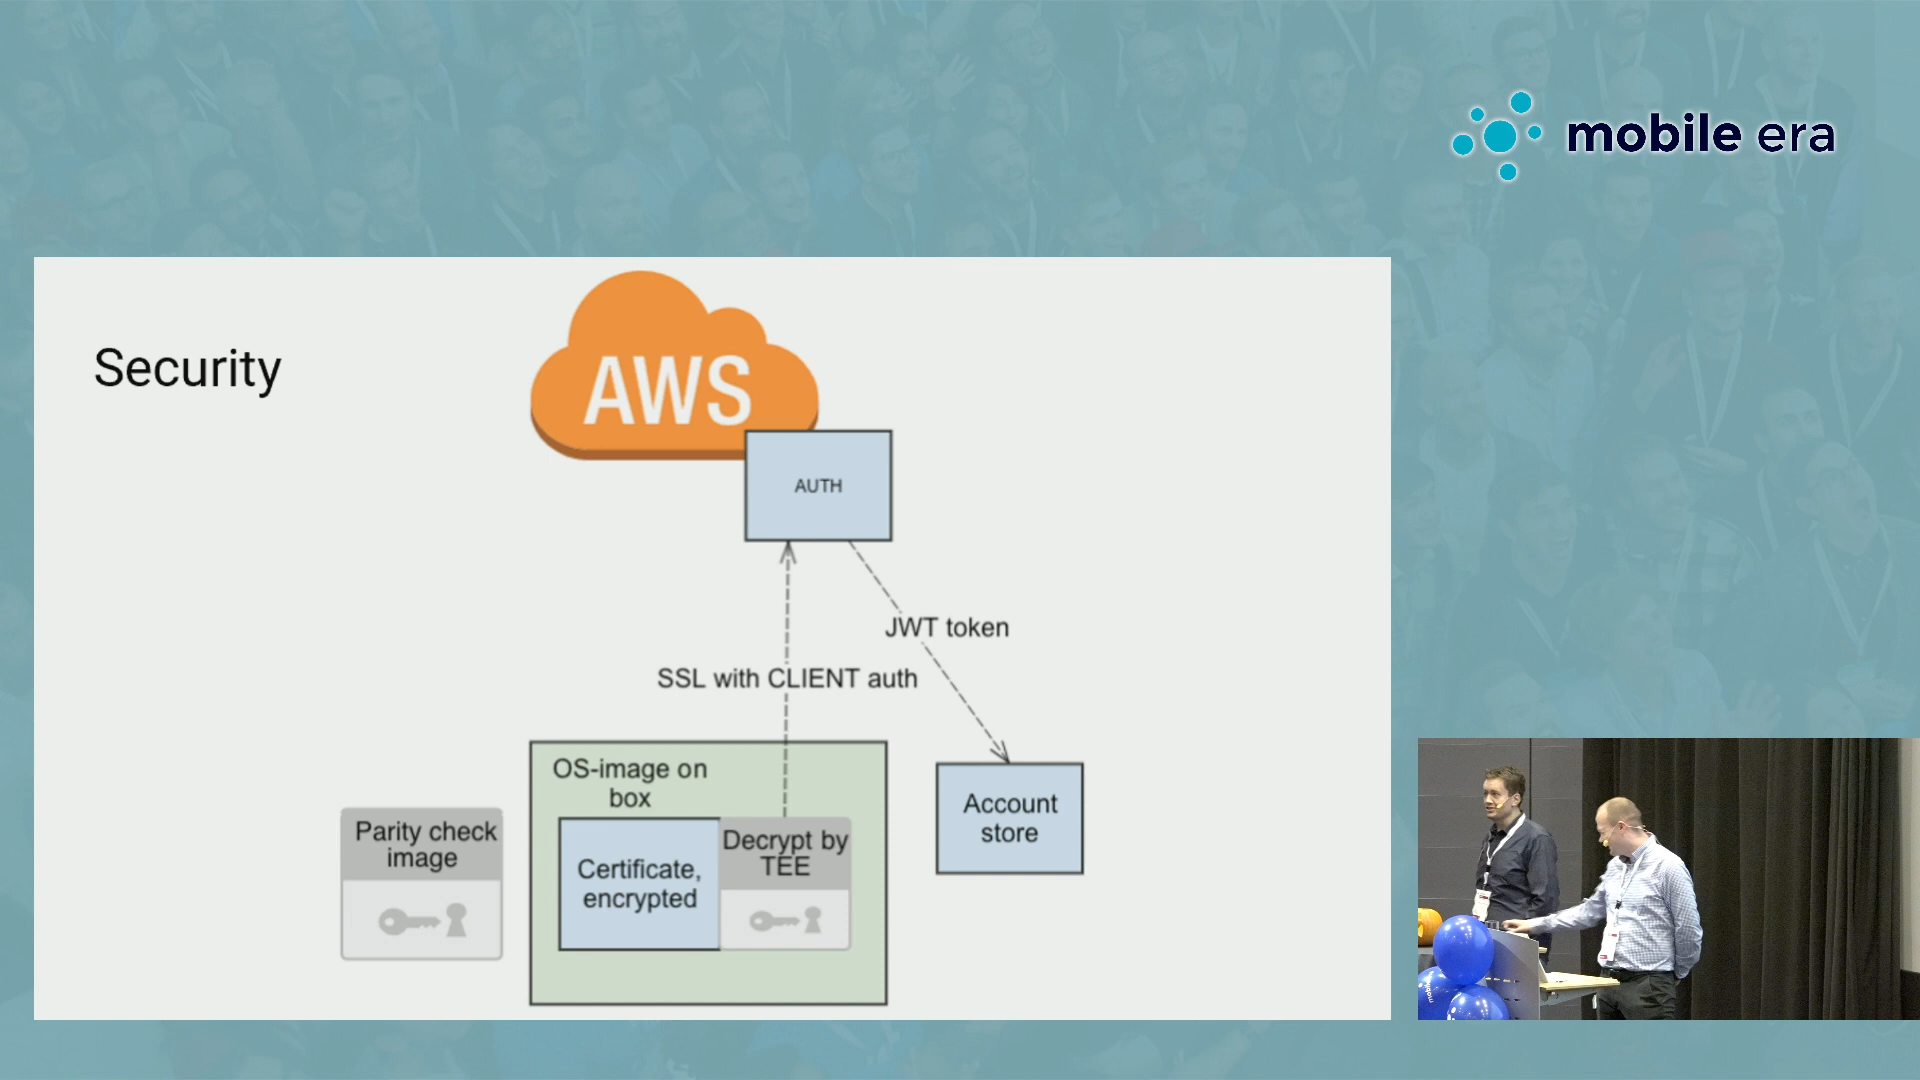 mobile era
Security
AWS
AUTH
JWT token
SSL with CLIENT auth
OS-image on
box
Parity check
image
Certificate,
encrypted
Decrypt by
TEE
Account
store